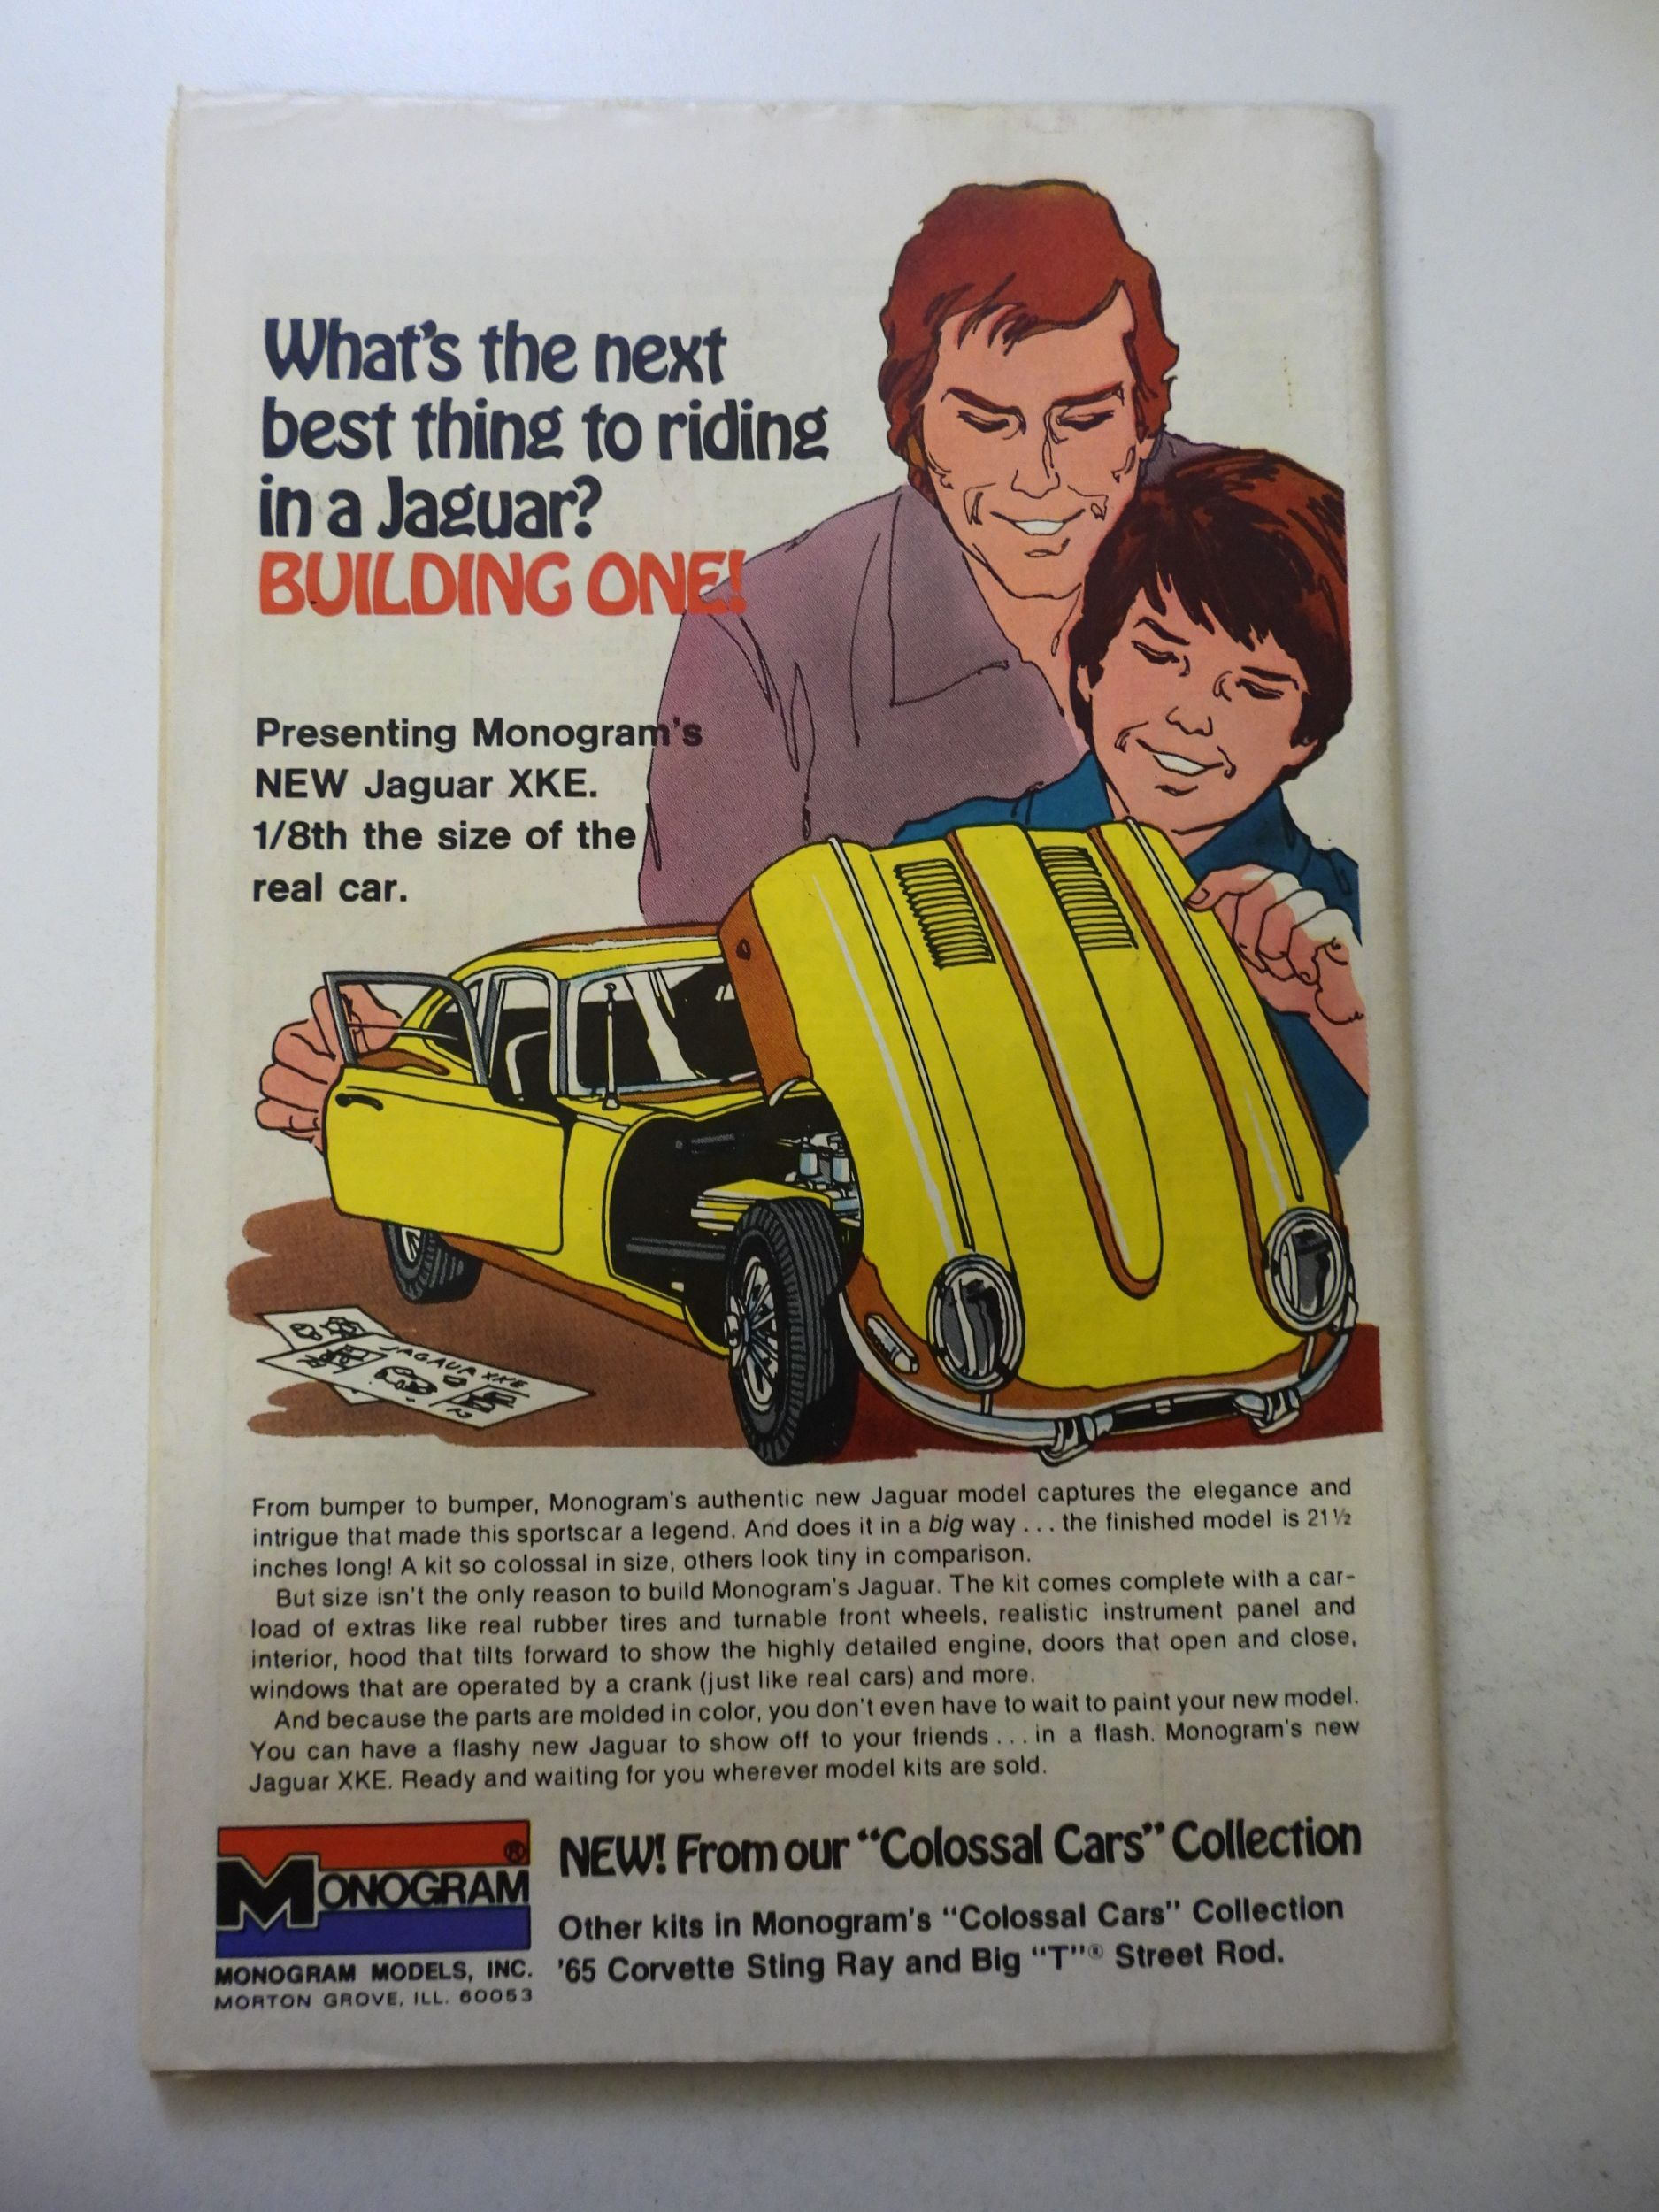 What's the next
best thing to riding
in a Jaguar?
BUILDING ONE!
Presenting Monogram's
NEW Jaguar XKE.
1/8th the size of the
real car.
JAGAUR XKE
From bumper to bumper, Monogram's authentic new Jaguar model captures the elegance and
intrigue that made this sportscar a legend. And does it in a big way . . . the finished model is 21½
inches long! A kit so colossal in size, others look tiny in comparison.
But size isn't the only reason to build Monogram's Jaguar. The kit comes complete with a car-
load of extras like real rubber tires and turnable front wheels, realistic instrument panel and
interior, hood that tilts forward to show the highly detailed engine, doors that open and close,
windows that are operated by a crank (just like real cars) and more.
And because the parts are molded in color, you don't even have to wait to paint your new model.
You can have a flashy new Jaguar to show off to your friends . . . in a flash. Monogram's new
Jaguar XKE. Ready and waiting for you wherever model kits are sold.
MONOGRAM ®
MONOGRAM MODELS, INC.
MORTON GROVE, ILL. 60053
NEW! From our "Colossal Cars" Collection
Other kits in Monogram's "Colossal Cars" Collection
'65 Corvette Sting Ray and Big "T"® Street Rod.